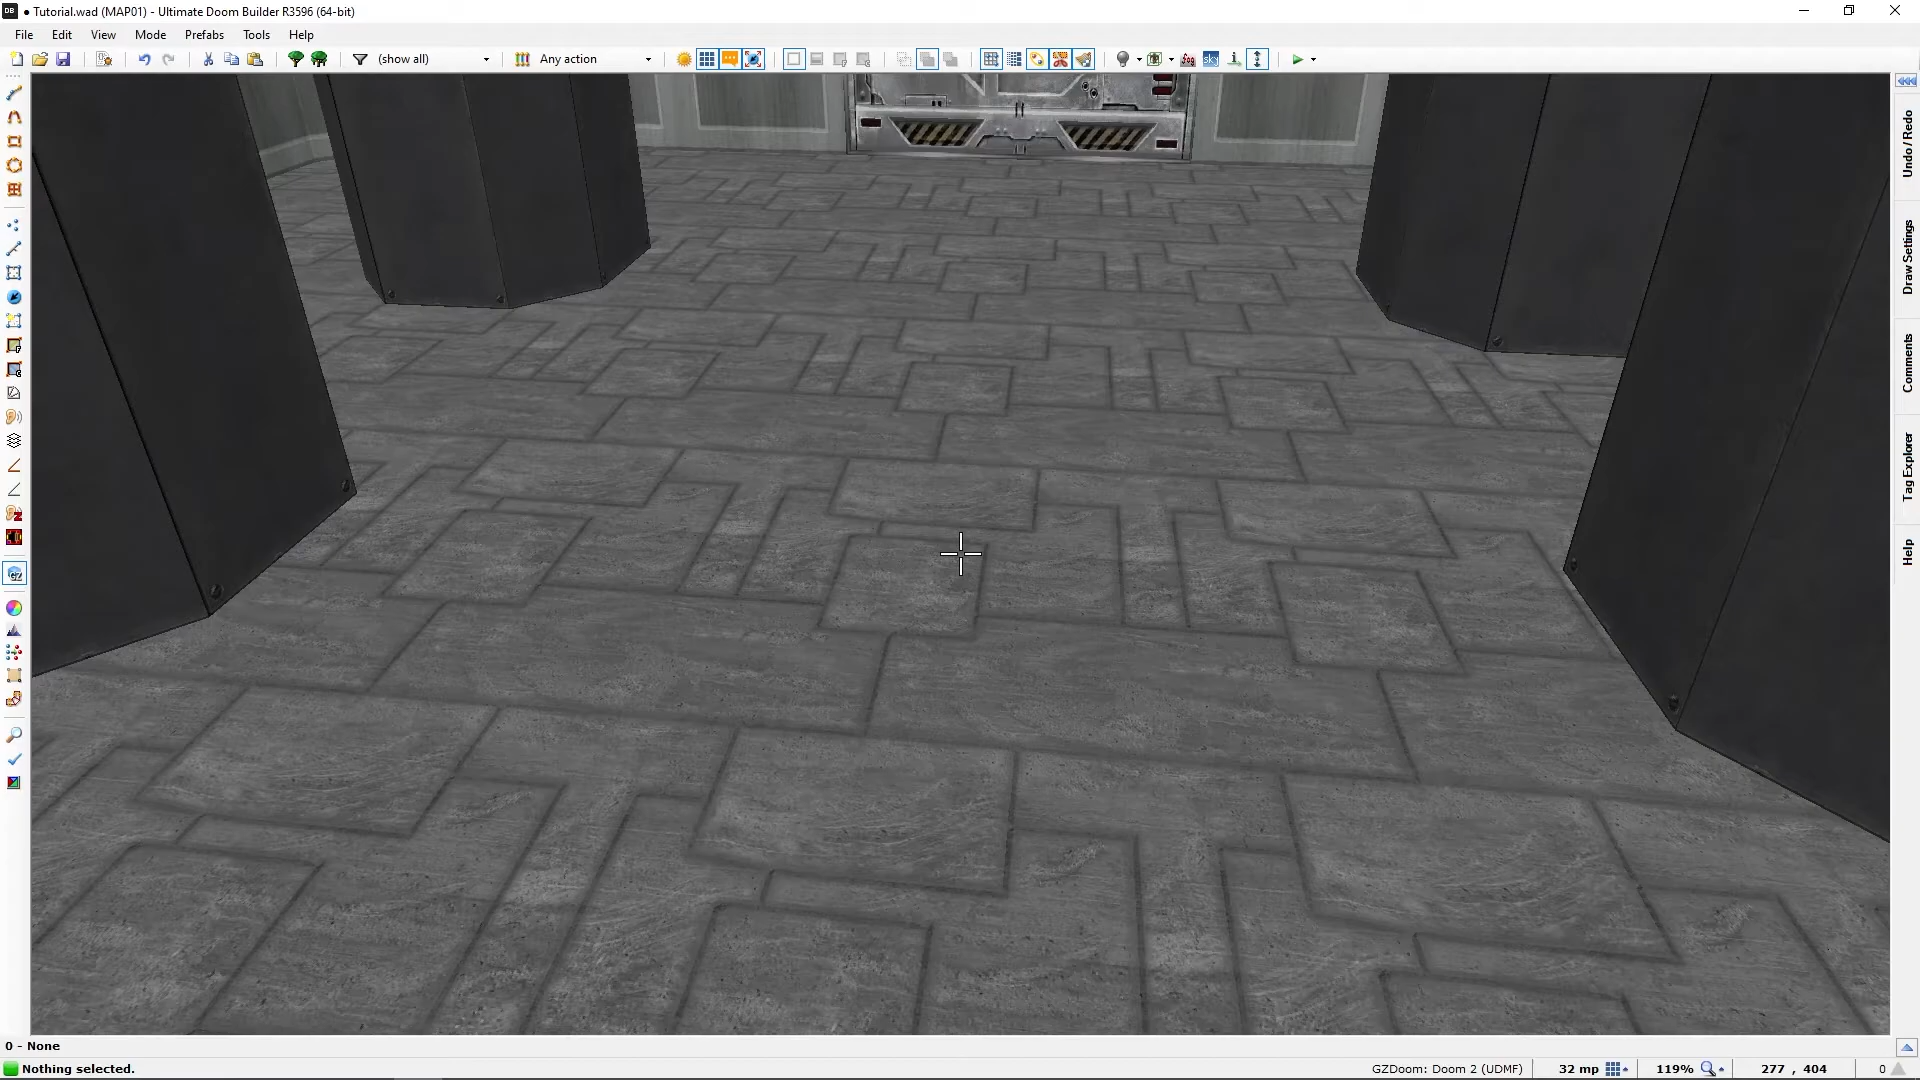 ● Tutorial.wad (MAP01) - Ultimate Doom Builder R3596 (64-bit)
File Edit View Mode Prefabs Tools Help
(show all) Any action
Undo/Redo
Draw Settings
Comments
Tag Explorer
Help
0 - None
Nothing selected.
GZDoom: Doom 2 (UDMF) 32 mp 119% 277 , 404 0